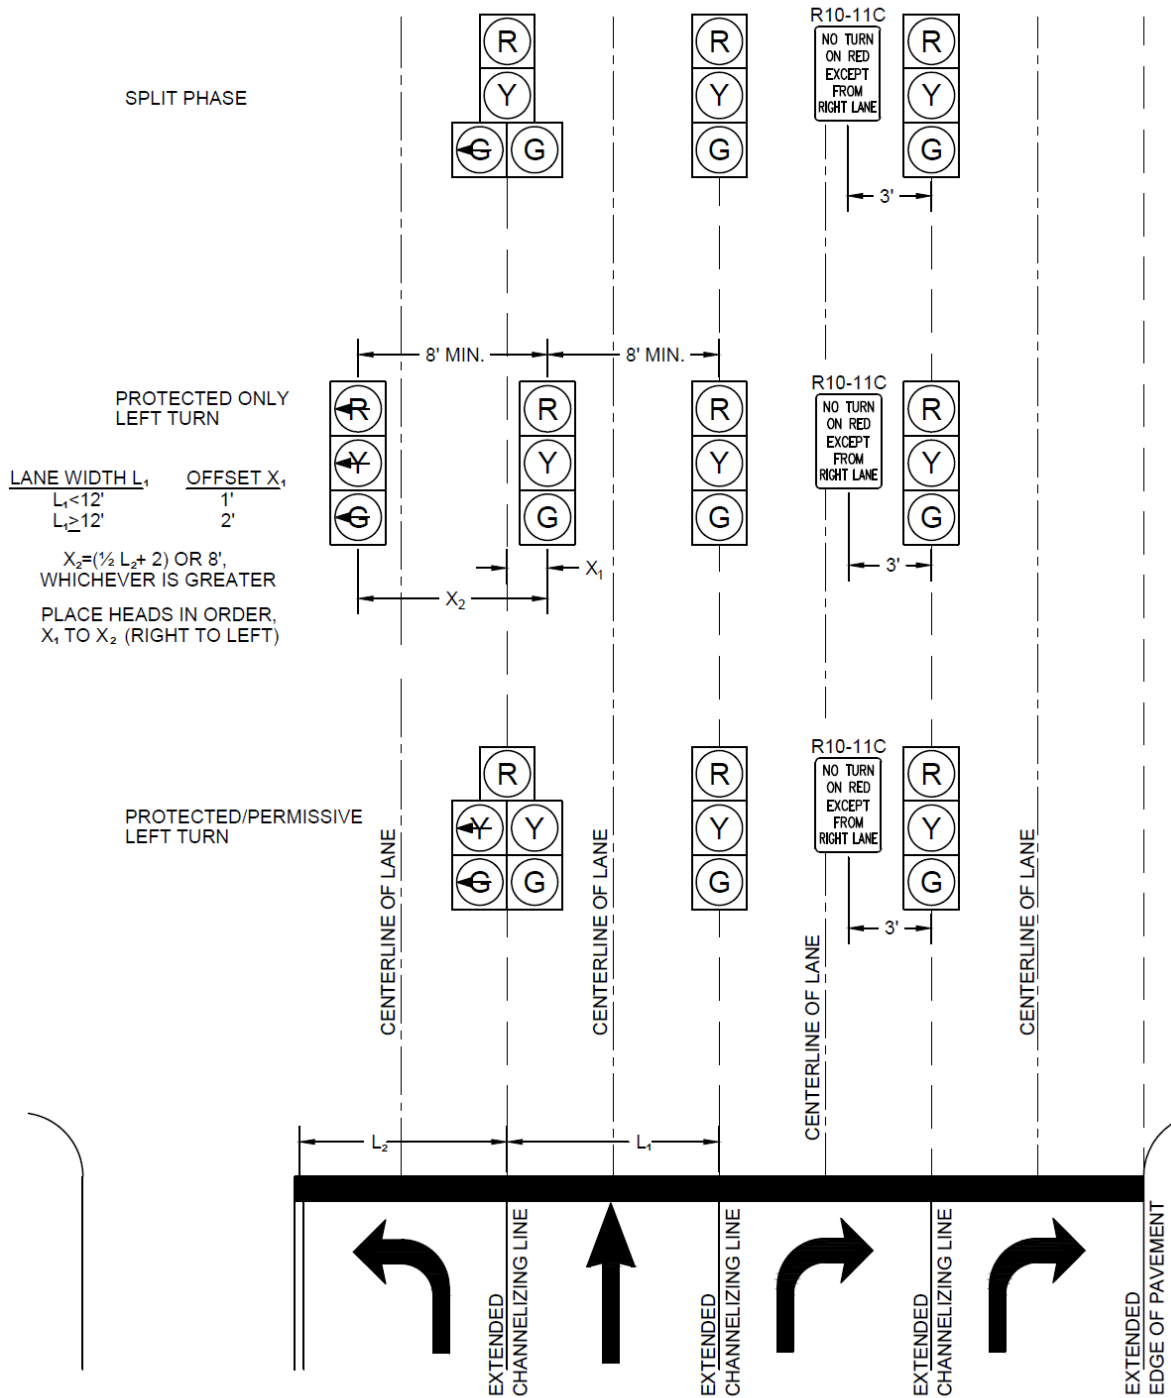 SPLIT PHASE
R
Y
G G
R
Y
G
R10-11C
NO TURN
ON RED
EXCEPT
FROM
RIGHT LANE
R
Y
G
3'
8' MIN.
8' MIN.
PROTECTED ONLY
LEFT TURN
LANE WIDTH L₁ OFFSET X₁
L₁<12' 1'
L₁≥12' 2'
X₂=(½ L₂+ 2) OR 8',
WHICHEVER IS GREATER
PLACE HEADS IN ORDER,
X₁ TO X₂ (RIGHT TO LEFT)
R
Y
G
R
Y
G
X₁
X₂
R
Y
G
R10-11C
NO TURN
ON RED
EXCEPT
FROM
RIGHT LANE
R
Y
G
3'
PROTECTED/PERMISSIVE
LEFT TURN
R
Y Y
G G
R
Y
G
R10-11C
NO TURN
ON RED
EXCEPT
FROM
RIGHT LANE
R
Y
G
3'
CENTERLINE OF LANE
CENTERLINE OF LANE
CENTERLINE OF LANE
CENTERLINE OF LANE
L₂
L₁
EXTENDED
CHANNELIZING LINE
EXTENDED
CHANNELIZING LINE
EXTENDED
CHANNELIZING LINE
EXTENDED
EDGE OF PAVEMENT